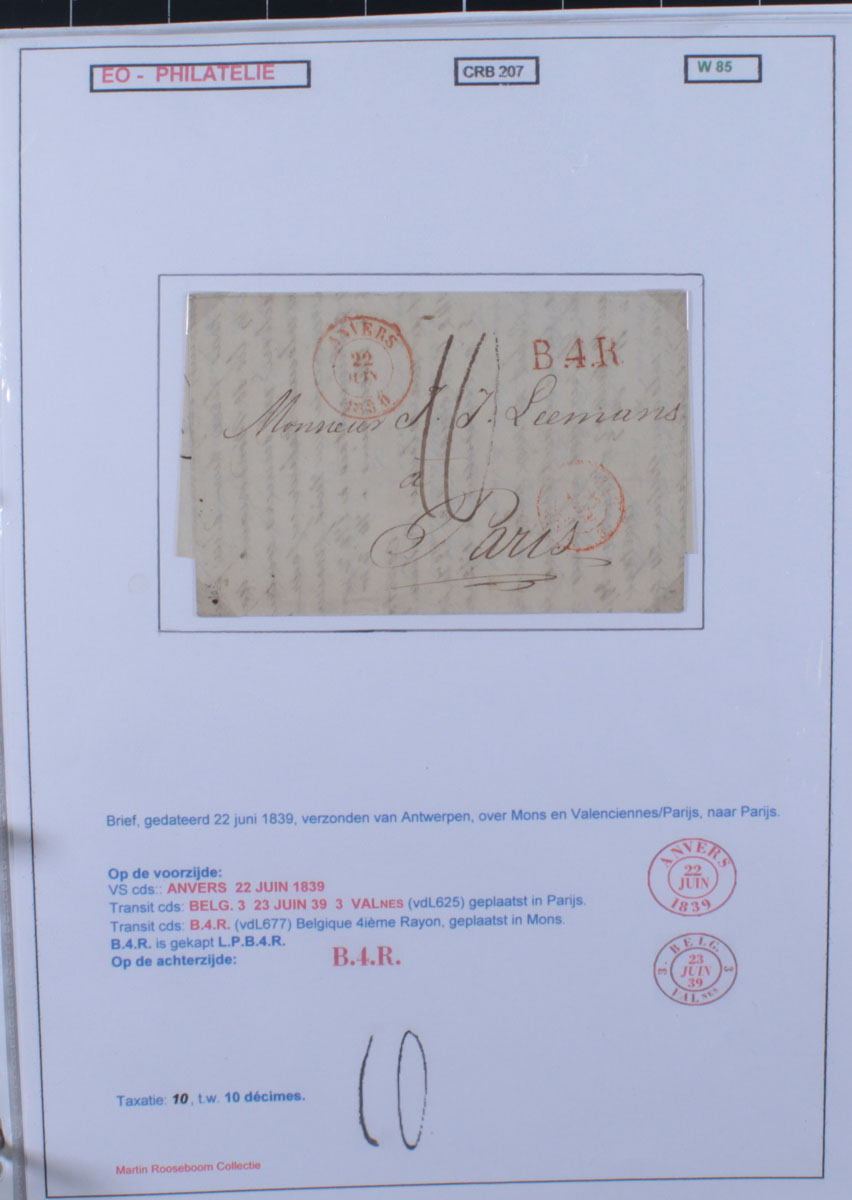 EO - PHILATELIE
CRB 207
W 85
ANVERS
22
JUIN
B.4.R
10
Monsieur J. J. Leemans
à
Paris
Brief, gedateerd 22 juni 1839, verzonden van Antwerpen, over Mons en Valenciennes/Parijs, naar Parijs.
Op de voorzijde:
VS cds:: ANVERS 22 JUIN 1839
Transit cds: BELG. 3 23 JUIN 39 3 VALNES (vdL625) geplaatst in Parijs.
Transit cds: B.4.R. (vdL677) Belgique 4ième Rayon, geplaatst in Mons.
B.4.R. is gekapt L.P.B.4.R.
Op de achterzijde:
B.4.R.
ANVERS
22
JUIN
1839
3. BELG. 3
23
JUIN
39
VALNES
Taxatie: 10, t.w. 10 décimes.
10
Martin Rooseboom Collectie